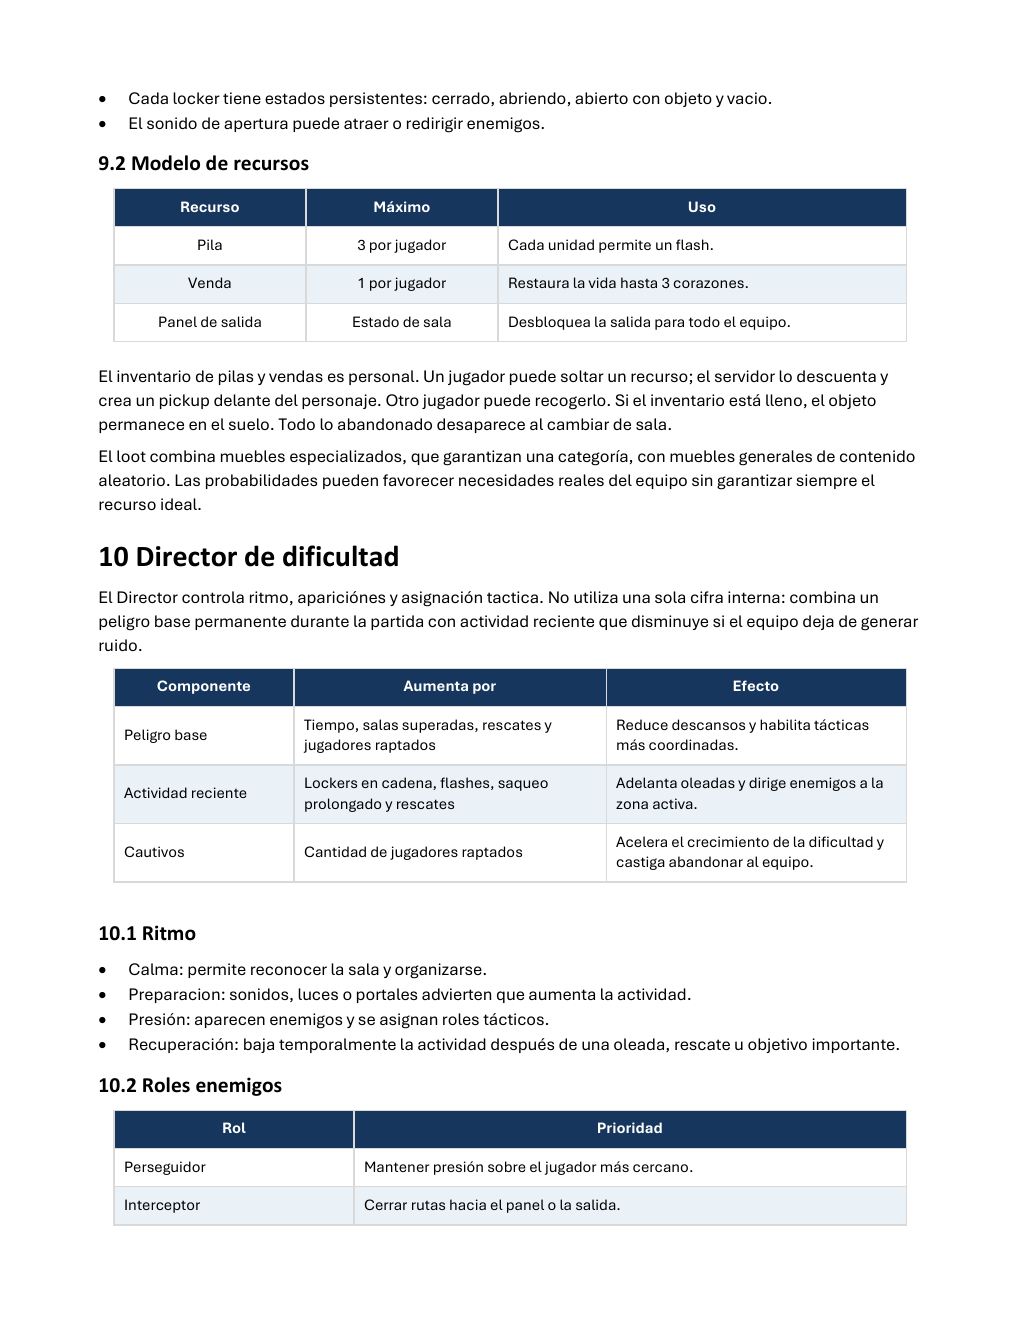 • Cada locker tiene estados persistentes: cerrado, abriendo, abierto con objeto y vacio.
• El sonido de apertura puede atraer o redirigir enemigos.
9.2 Modelo de recursos
Recurso Máximo Uso
Pila 3 por jugador Cada unidad permite un flash.
Venda 1 por jugador Restaura la vida hasta 3 corazones.
Panel de salida Estado de sala Desbloquea la salida para todo el equipo.
El inventario de pilas y vendas es personal. Un jugador puede soltar un recurso; el servidor lo descuenta y
crea un pickup delante del personaje. Otro jugador puede recogerlo. Si el inventario está lleno, el objeto
permanece en el suelo. Todo lo abandonado desaparece al cambiar de sala.
El loot combina muebles especializados, que garantizan una categoría, con muebles generales de contenido
aleatorio. Las probabilidades pueden favorecer necesidades reales del equipo sin garantizar siempre el
recurso ideal.
10 Director de dificultad
El Director controla ritmo, apariciónes y asignación tactica. No utiliza una sola cifra interna: combina un
peligro base permanente durante la partida con actividad reciente que disminuye si el equipo deja de generar
ruido.
Componente Aumenta por Efecto
Peligro base
Tiempo, salas superadas, rescates y
jugadores raptados
Reduce descansos y habilita tácticas
más coordinadas.
Actividad reciente
Lockers en cadena, flashes, saqueo
prolongado y rescates
Adelanta oleadas y dirige enemigos a la
zona activa.
Cautivos
Cantidad de jugadores raptados
Acelera el crecimiento de la dificultad y
castiga abandonar al equipo.
10.1 Ritmo
• Calma: permite reconocer la sala y organizarse.
• Preparacion: sonidos, luces o portales advierten que aumenta la actividad.
• Presión: aparecen enemigos y se asignan roles tácticos.
• Recuperación: baja temporalmente la actividad después de una oleada, rescate u objetivo importante.
10.2 Roles enemigos
Rol Prioridad
Perseguidor Mantener presión sobre el jugador más cercano.
Interceptor Cerrar rutas hacia el panel o la salida.